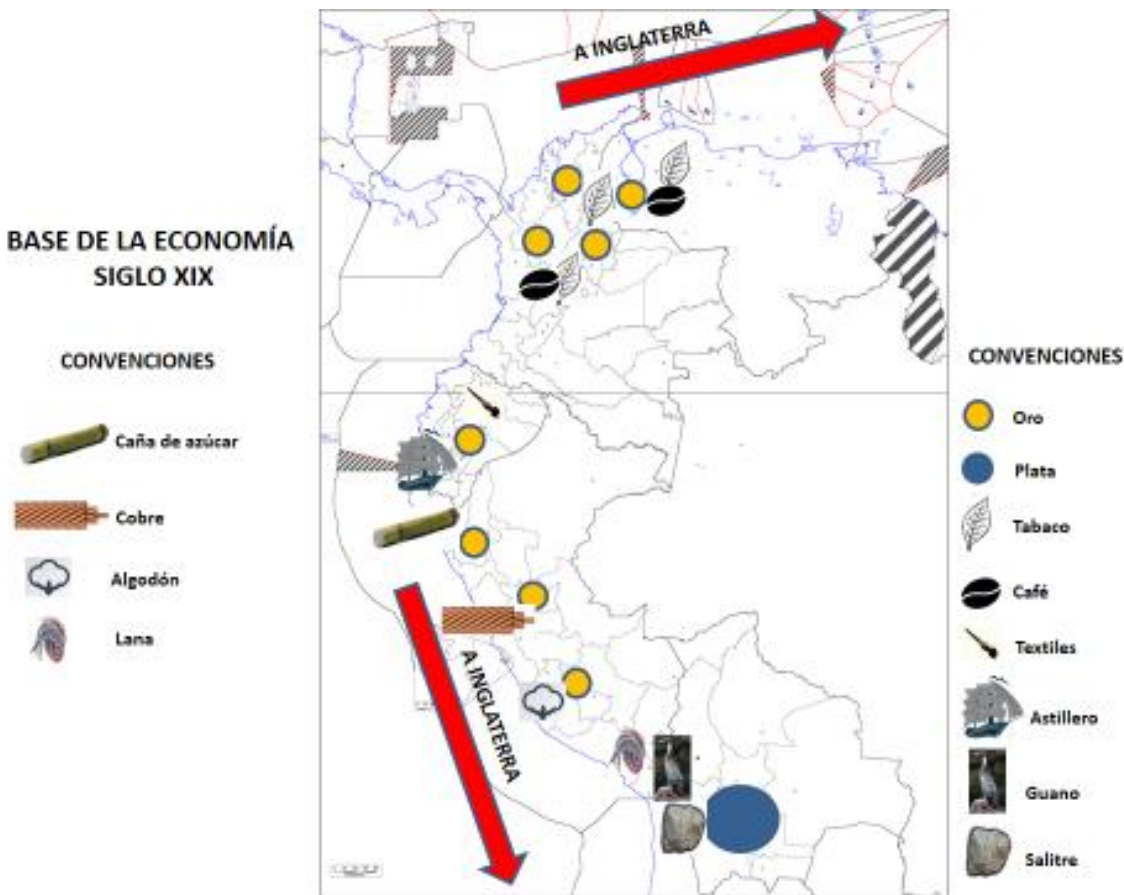 A INGLATERRA
BASE DE LA ECONOMÍA
SIGLO XIX
CONVENCIONES
Caña de azúcar
Cobre
Algodón
Lana
A INGLATERRA
CONVENCIONES
Oro
Plata
Tabaco
Café
Textiles
Astillero
Guano
Salitre